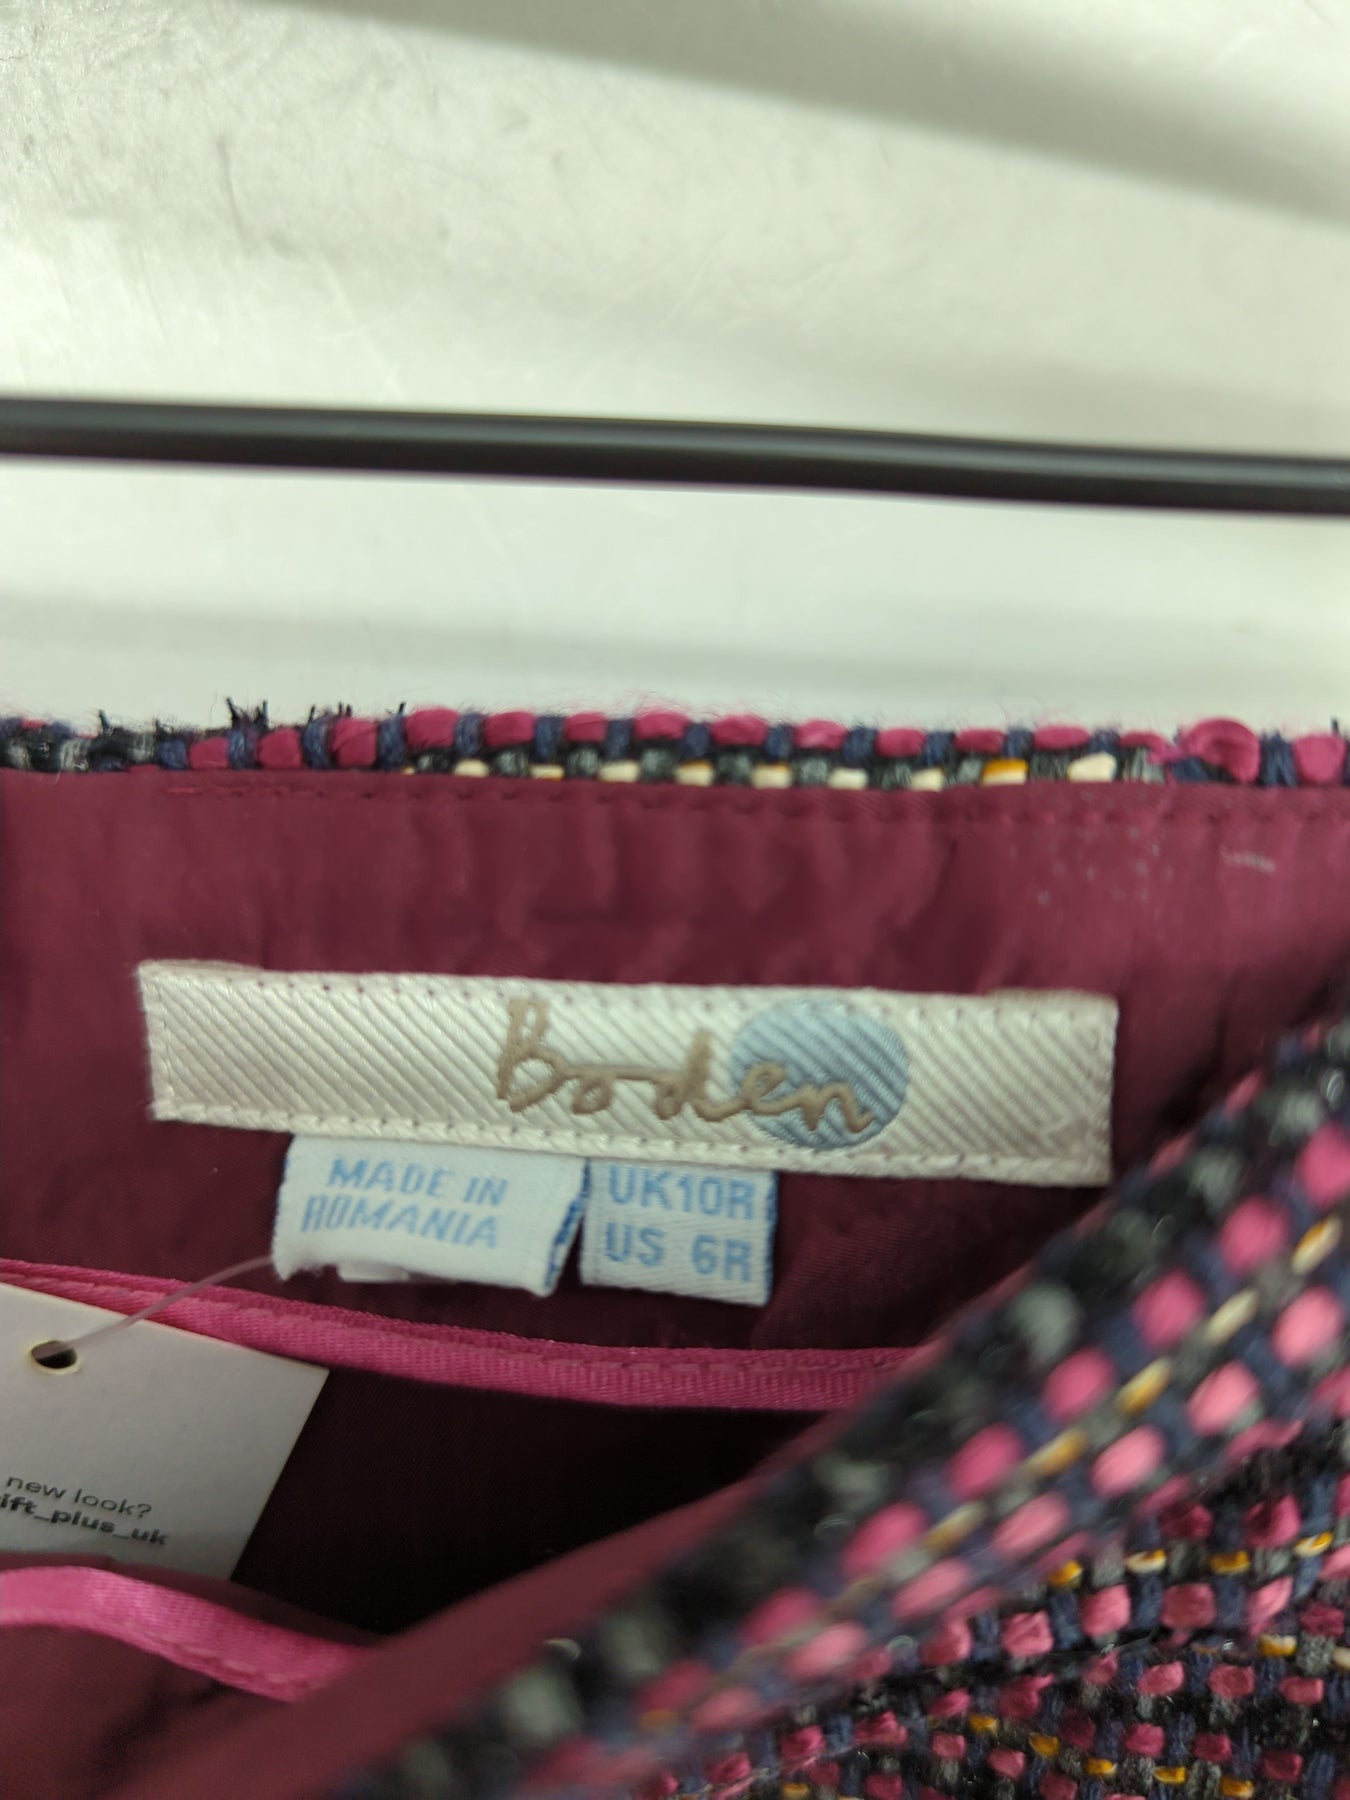 Boden
MADE IN
ROMANIA
UK10R
US 6R
new look?
ift_plus_uk